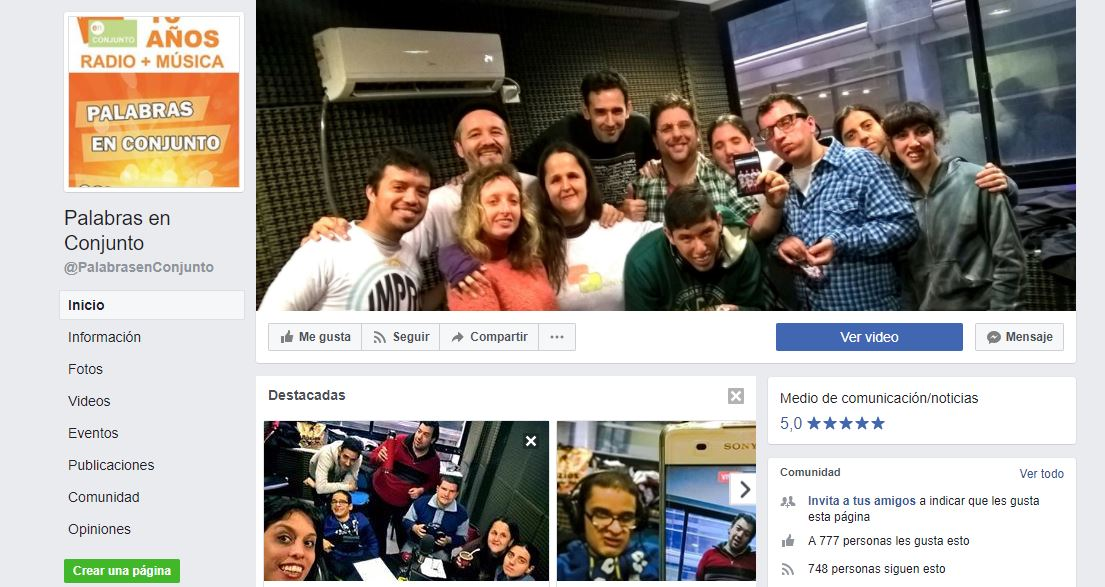 AÑOS
en
CONJUNTO
RADIO + MÚSICA
PALABRAS
EN CONJUNTO
Palabras en
Conjunto
@PalabrasenConjunto
Inicio
Información
Fotos
Videos
Eventos
Publicaciones
Comunidad
Opiniones
Crear una página
IMPR
Me gusta
Seguir
Compartir
Ver video
Mensaje
Destacadas
SONY
Medio de comunicación/noticias
5,0
Comunidad
Ver todo
Invita a tus amigos a indicar que les gusta
esta página
A 777 personas les gusta esto
748 personas siguen esto